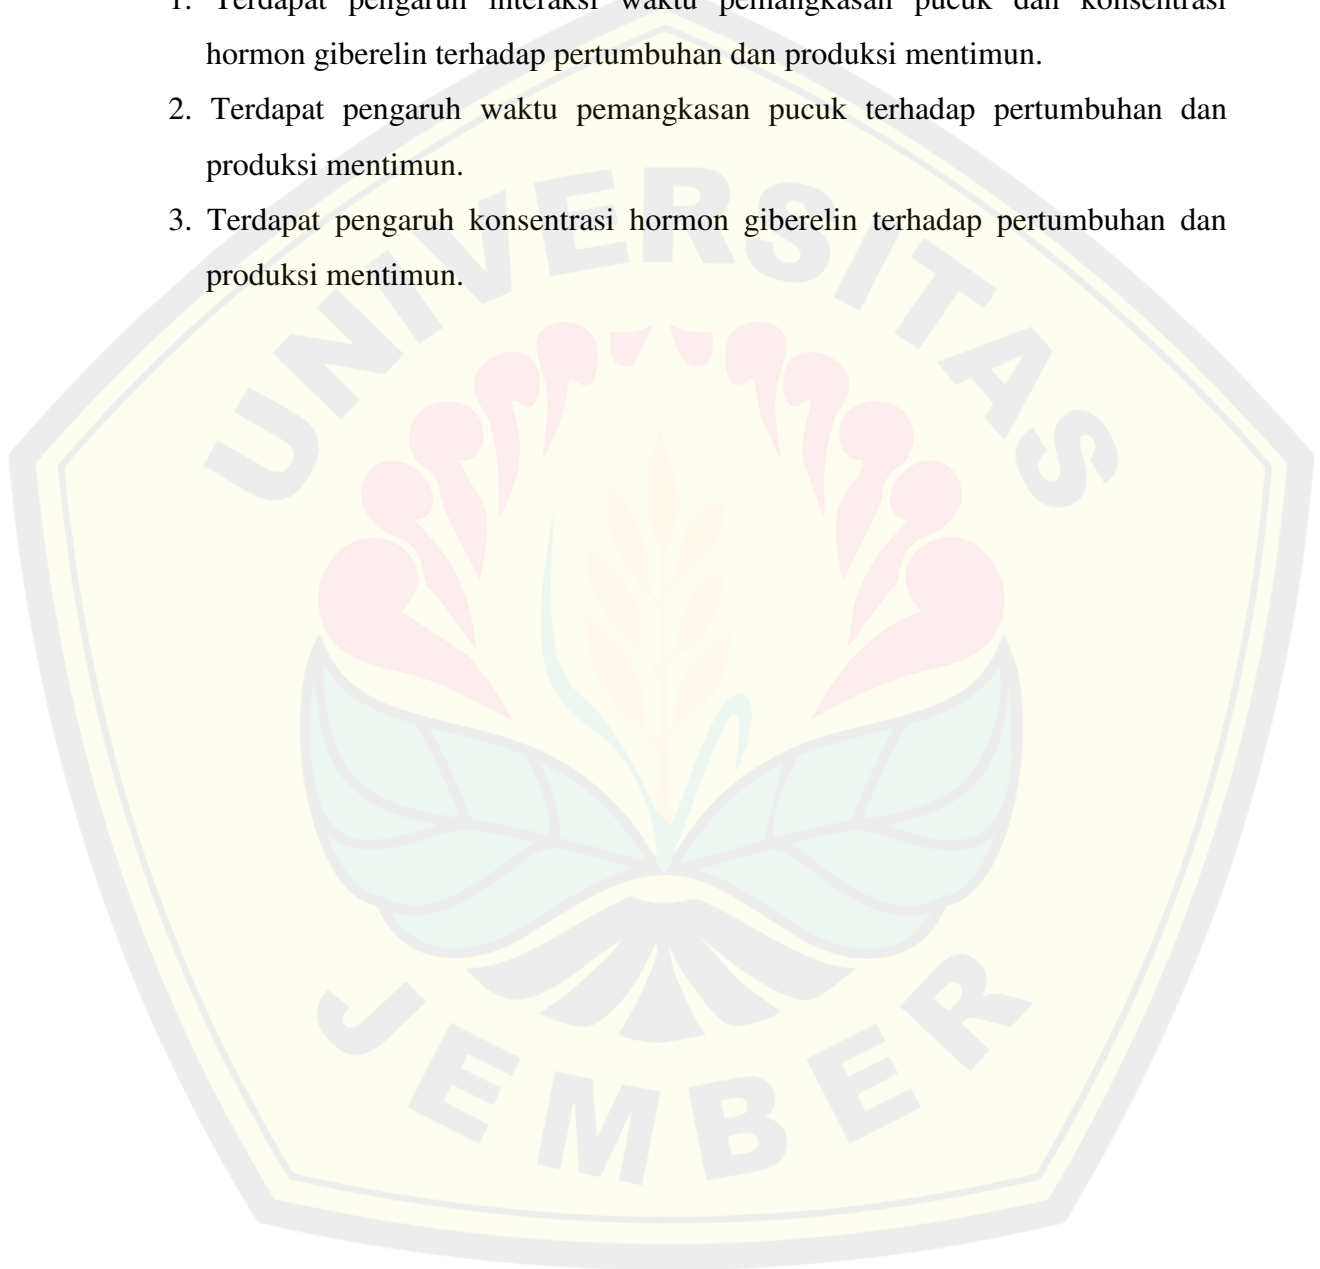 1. Terdapat pengaruh interaksi waktu pemangkasan pucuk dan konsentrasi
hormon giberelin terhadap pertumbuhan dan produksi mentimun.
2. Terdapat pengaruh waktu pemangkasan pucuk terhadap pertumbuhan dan
produksi mentimun.
3. Terdapat pengaruh konsentrasi hormon giberelin terhadap pertumbuhan dan
produksi mentimun.
UNIVERSITAS
JEMBER